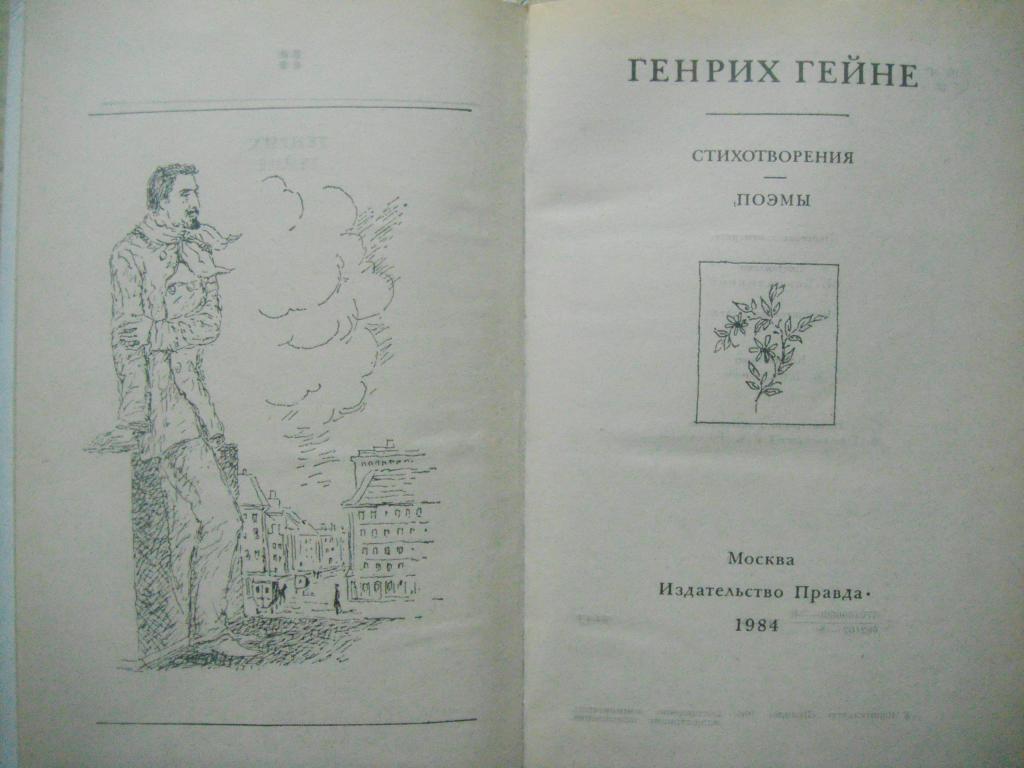 ГЕНРИХ ГЕЙНЕ
СТИХОТВОРЕНИЯ
ПОЭМЫ
Москва
Издательство Правда
1984